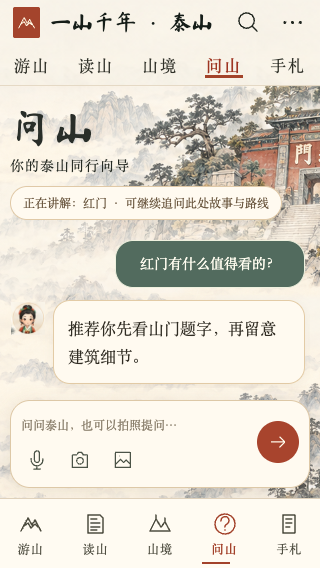 一山千年 · 泰山
游山 读山 山境 问山 手札
问山
你的泰山同行向导
正在讲解：红门 · 可继续追问此处故事与路线
門
红门有什么值得看的？
推荐你先看山门题字，再留意
建筑细节。
问问泰山，也可以拍照提问…
游山 读山 山境 问山 手札